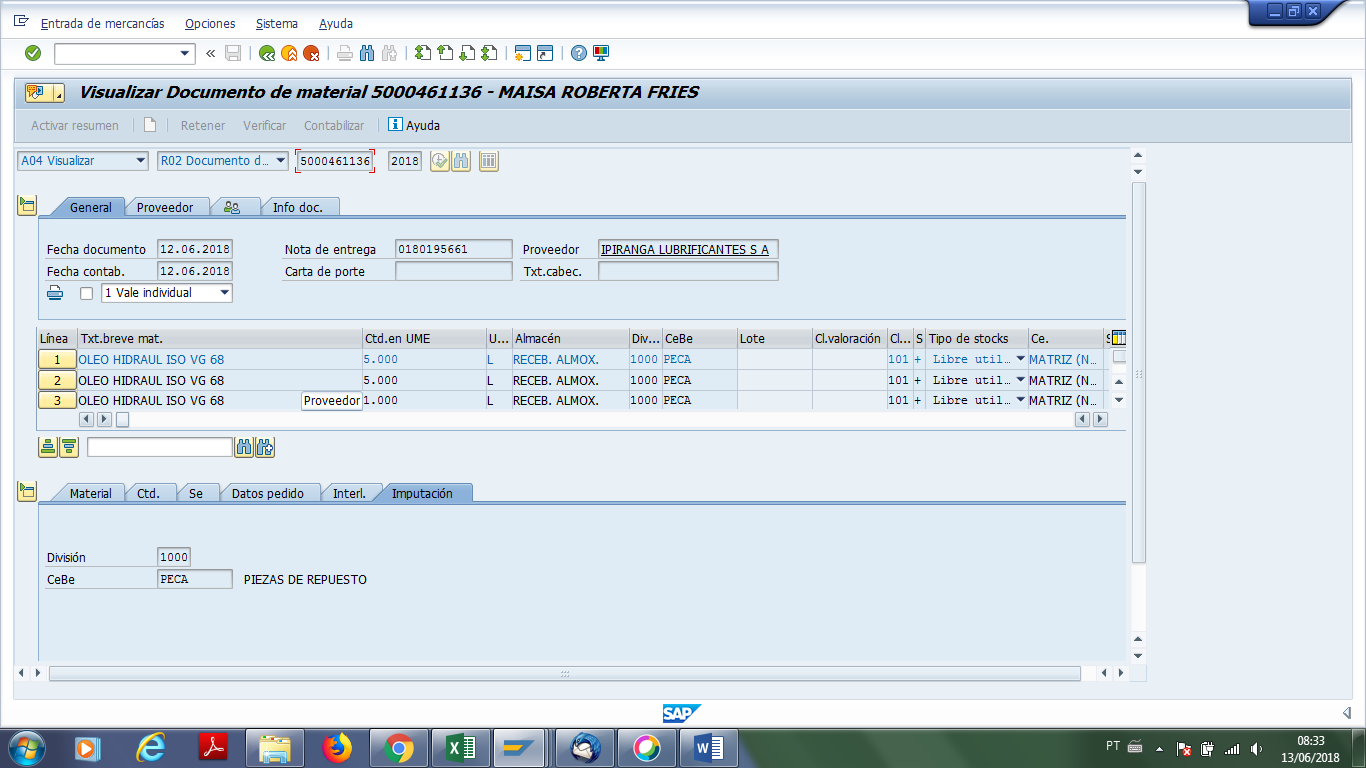 Entrada de mercancías Opciones Sistema Ayuda
Visualizar Documento de material 5000461136 - MAISA ROBERTA FRIES
Activar resumen Retener Verificar Contabilizar Ayuda
A04 Visualizar R02 Documento d... 5000461136 2018
General Proveedor Info doc.
Fecha documento 12.06.2018 Nota de entrega 0180195661 Proveedor IPIRANGA LUBRIFICANTES S A
Fecha contab. 12.06.2018 Carta de porte Txt.cabec.
1 Vale individual
Línea Txt.breve mat. Ctd.en UME U... Almacén Div... CeBe Lote Cl.valoración Cl... S Tipo de stocks Ce. S
1 OLEO HIDRAUL ISO VG 68 5.000 L RECEB. ALMOX. 1000 PECA 101 + Libre util... MATRIZ (N...
2 OLEO HIDRAUL ISO VG 68 5.000 L RECEB. ALMOX. 1000 PECA 101 + Libre util... MATRIZ (N...
3 OLEO HIDRAUL ISO VG 68 Proveedor 1.000 L RECEB. ALMOX. 1000 PECA 101 + Libre util... MATRIZ (N...
Material Ctd. Se Datos pedido Interl. Imputación
División 1000
CeBe PECA PIEZAS DE REPUESTO
SAP
PT 08:33
13/06/2018